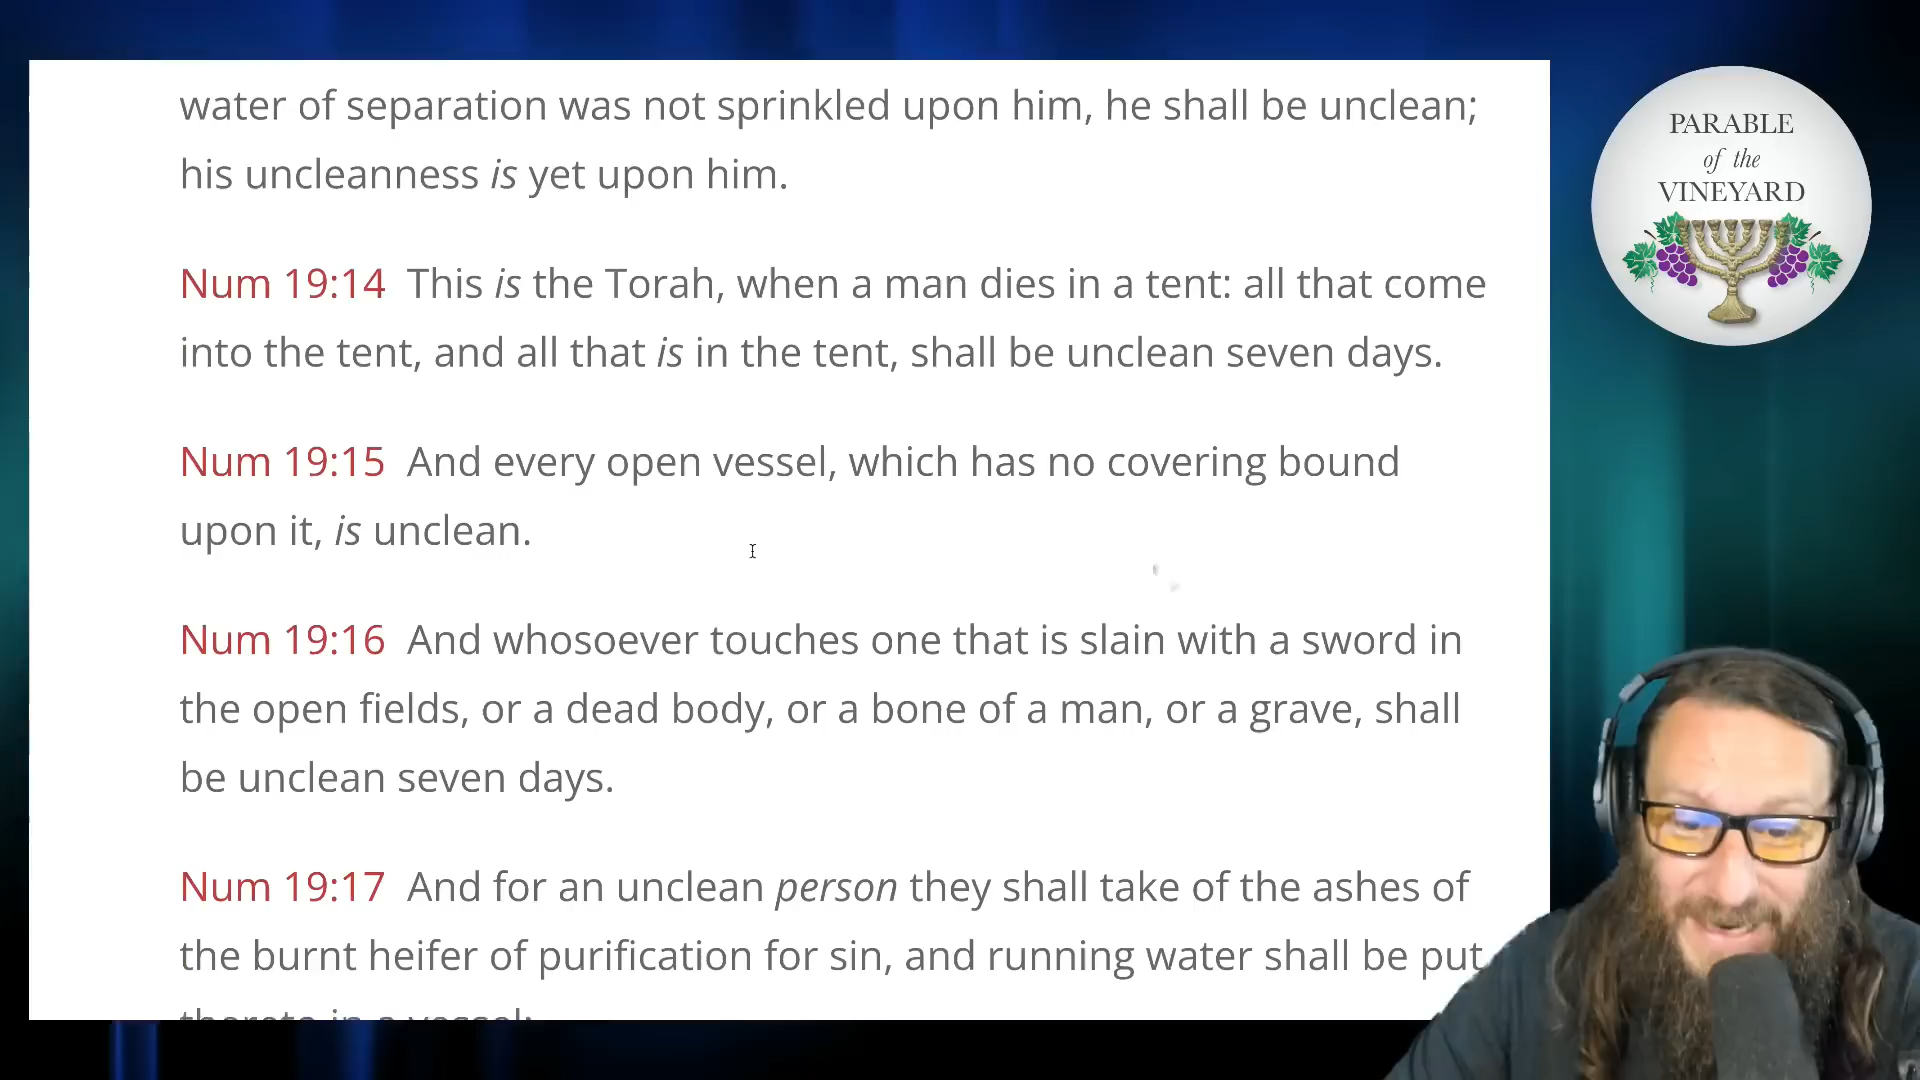 water of separation was not sprinkled upon him, he shall be unclean;
his uncleanness is yet upon him.
Num 19:14 This is the Torah, when a man dies in a tent: all that come
into the tent, and all that is in the tent, shall be unclean seven days.
Num 19:15 And every open vessel, which has no covering bound
upon it, is unclean.
Num 19:16 And whosoever touches one that is slain with a sword in
the open fields, or a dead body, or a bone of a man, or a grave, shall
be unclean seven days.
Num 19:17 And for an unclean person they shall take of the ashes of
the burnt heifer of purification for sin, and running water shall be put
thereto in a vessel:
PARABLE
of the
VINEYARD